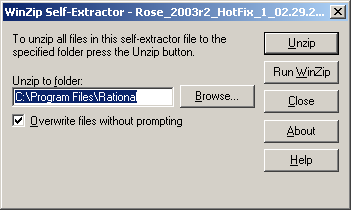 WinZip Self-Extractor - Rose_2003r2_HotFix_1_02.29.2...
To unzip all files in this self-extractor file to the
specified folder press the Unzip button.
Unzip to folder:
C:\Program Files\Rational
Browse...
Overwrite files without prompting
Unzip
Run WinZip
Close
About
Help